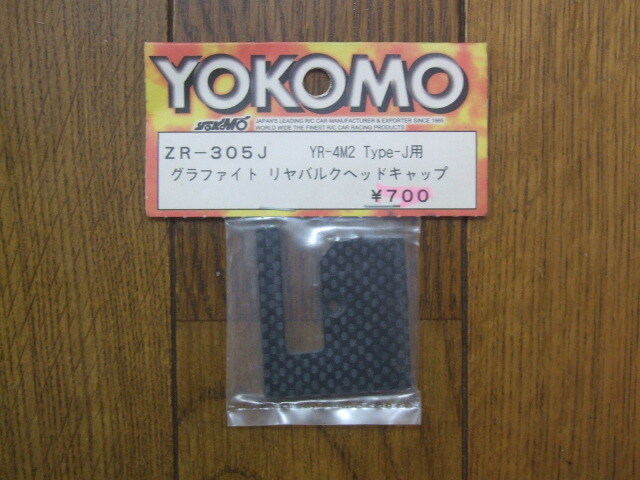 YOKOMO
YOKOMO JAPAN'S LEADING R/C CAR MANUFACTURER & EXPORTER SINCE 1965
WORLD WIDE THE FINEST R/C CAR RACING PRODUCTS
ZR-305J YR-4M2 Type-J用
グラファイト リヤバルクヘッドキャップ
¥700